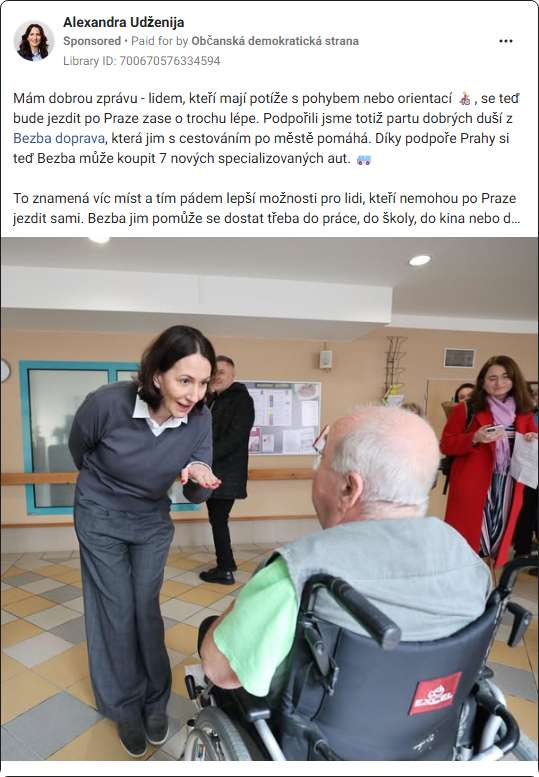 Alexandra Udženija
Sponsored • Paid for by Občanská demokratická strana
Library ID: 700670576334594
Mám dobrou zprávu - lidem, kteří mají potíže s pohybem nebo orientací 👩🏻‍🦽, se teď
bude jezdit po Praze zase o trochu lépe. Podpořili jsme totiž partu dobrých duší z
Bezba doprava, která jim s cestováním po městě pomáhá. Díky podpoře Prahy si
teď Bezba může koupit 7 nových specializovaných aut. 🚐
To znamená víc míst a tím pádem lepší možnosti pro lidi, kteří nemohou po Praze
jezdit sami. Bezba jim pomůže se dostat třeba do práce, do školy, do kina nebo d…
EXCEL